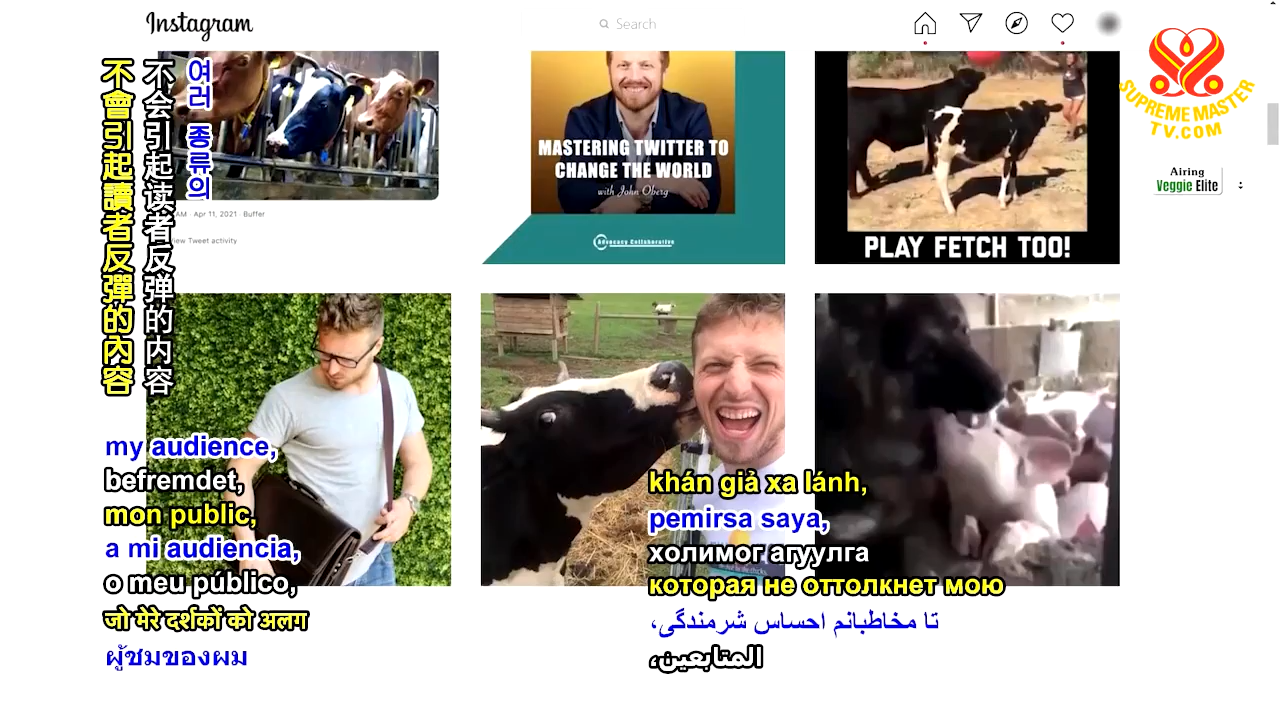 Instagram
Search
SUPREME MASTER
TV.COM
Airing
Veggie Elite
不會引起讀者反彈的內容
不会引起读者反弹的内容
여러 종류의
AM · Apr 11, 2021 · Buffer
iew Tweet activity
MASTERING TWITTER TO
CHANGE THE WORLD
with John Oberg
Advocacy Collaborative
PLAY FETCH TOO!
my audience,
befremdet,
mon public,
a mi audiencia,
o meu público,
जो मेरे दर्शकों को अलग
ผู้ชมของผม
khán giả xa lánh,
pemirsa saya,
холимог агуулга
которая не оттолкнет мою
تا مخاطبانم احساس شرمندگی،
المتابعين،